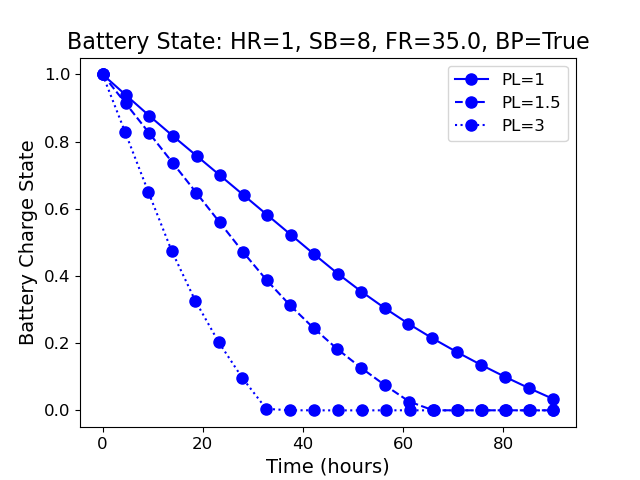 Battery State: HR=1, SB=8, FR=35.0, BP=True
PL=1
PL=1.5
PL=3
Battery Charge State
1.0
0.8
0.6
0.4
0.2
0.0
0 20 40 60 80
Time (hours)